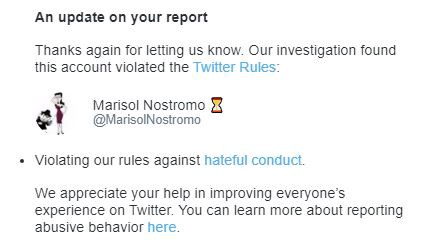 An update on your report
Thanks again for letting us know. Our investigation found
this account violated the Twitter Rules:
Marisol Nostromo ⏳
@MarisolNostromo
• Violating our rules against hateful conduct.
We appreciate your help in improving everyone's
experience on Twitter. You can learn more about reporting
abusive behavior here.